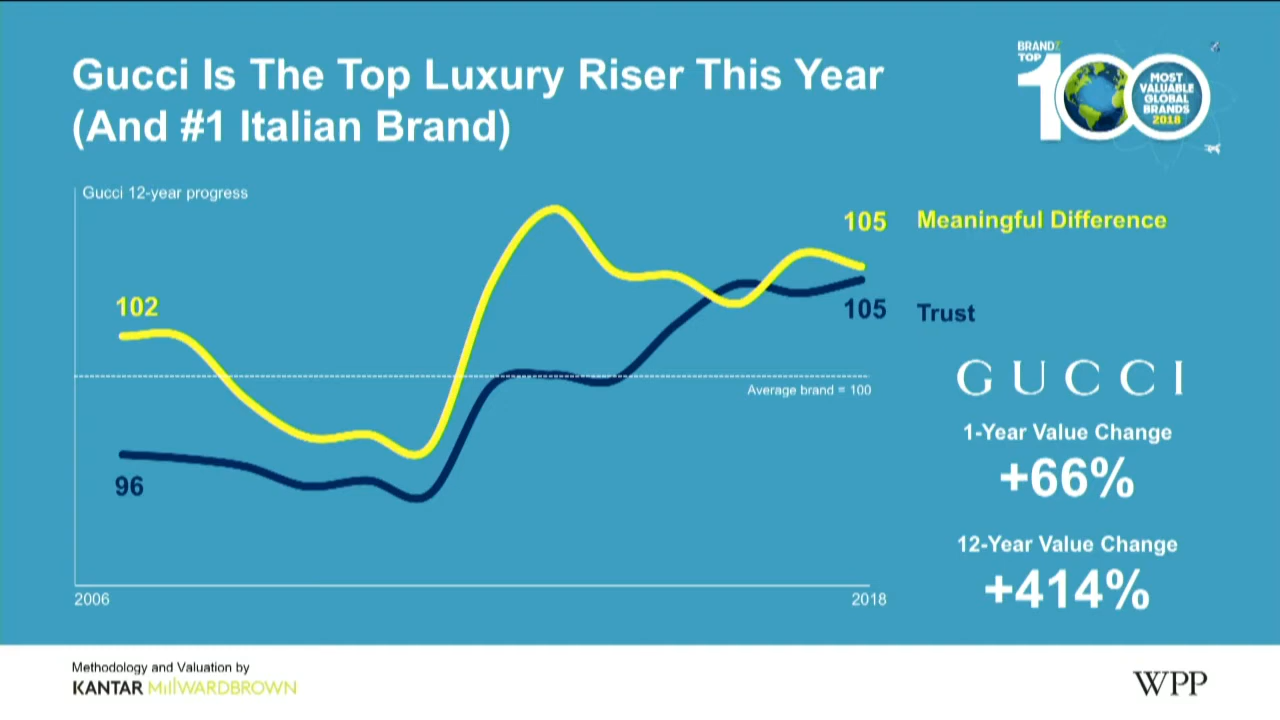 Gucci Is The Top Luxury Riser This Year
(And #1 Italian Brand)
BRANDZ
TOP
100
MOST
VALUABLE
GLOBAL
BRANDS
2018
Gucci 12-year progress
105
Meaningful Difference
102
105
Trust
Average brand = 100
96
2006
2018
GUCCI
1-Year Value Change
+66%
12-Year Value Change
+414%
Methodology and Valuation by
KANTAR MillWARDBROWN
WPP